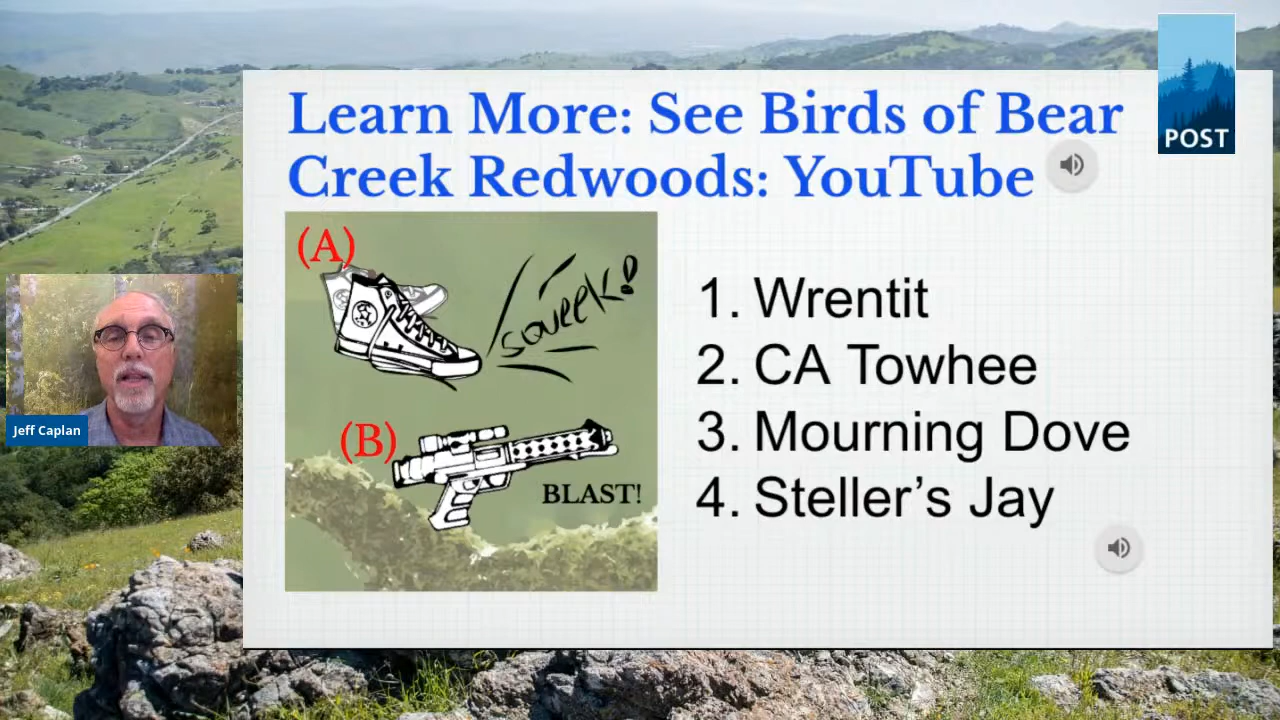 Learn More: See Birds of Bear
Creek Redwoods: YouTube
POST
(A)
squeek!
(B)
BLAST!
1. Wrentit
2. CA Towhee
3. Mourning Dove
4. Steller’s Jay
Jeff Caplan